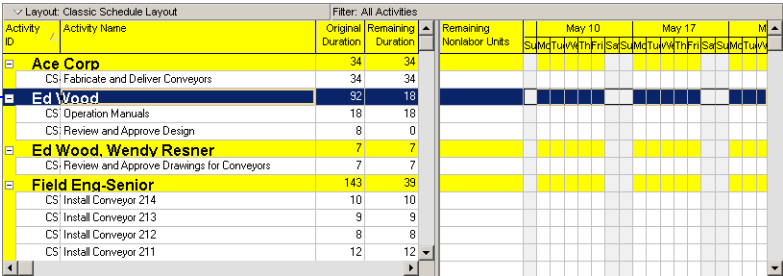 Layout: Classic Schedule Layout Filter: All Activities
Activity ID Activity Name Original Duration Remaining Duration Remaining Nonlabor Units May 10 May 17 M
Su Mo Tu We Th Fri Sa Su Mo Tu We Th Fri Sa Su Mo Tu We
Ace Corp 34 34
CS Fabricate and Deliver Conveyors 34 34
Ed Wood 92 18
CS Operation Manuals 18 18
CS Review and Approve Design 8 0
Ed Wood, Wendy Resner 7 7
CS Review and Approve Drawings for Conveyors 7 7
Field Eng-Senior 143 39
CS Install Conveyor 214 10 10
CS Install Conveyor 213 9 9
CS Install Conveyor 212 8 8
CS Install Conveyor 211 12 12